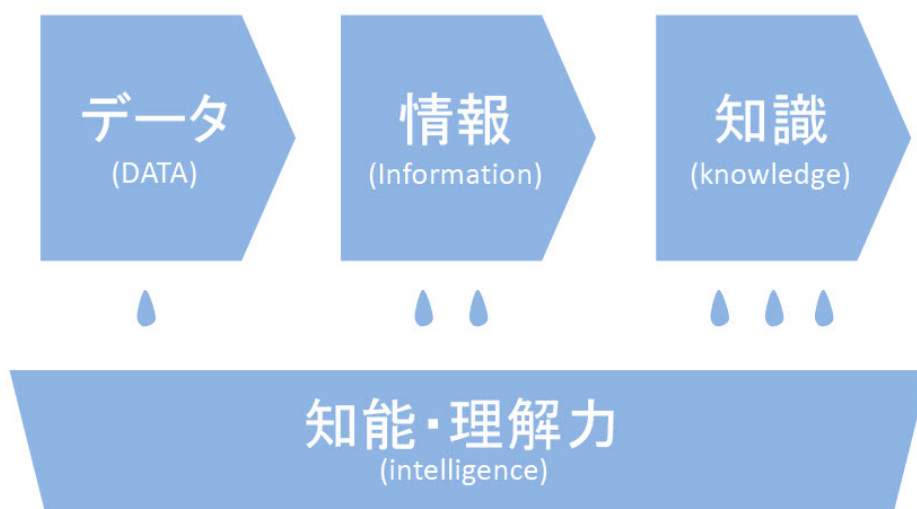 データ
(DATA)
情報
(Information)
知識
(knowledge)
知能・理解力
(intelligence)